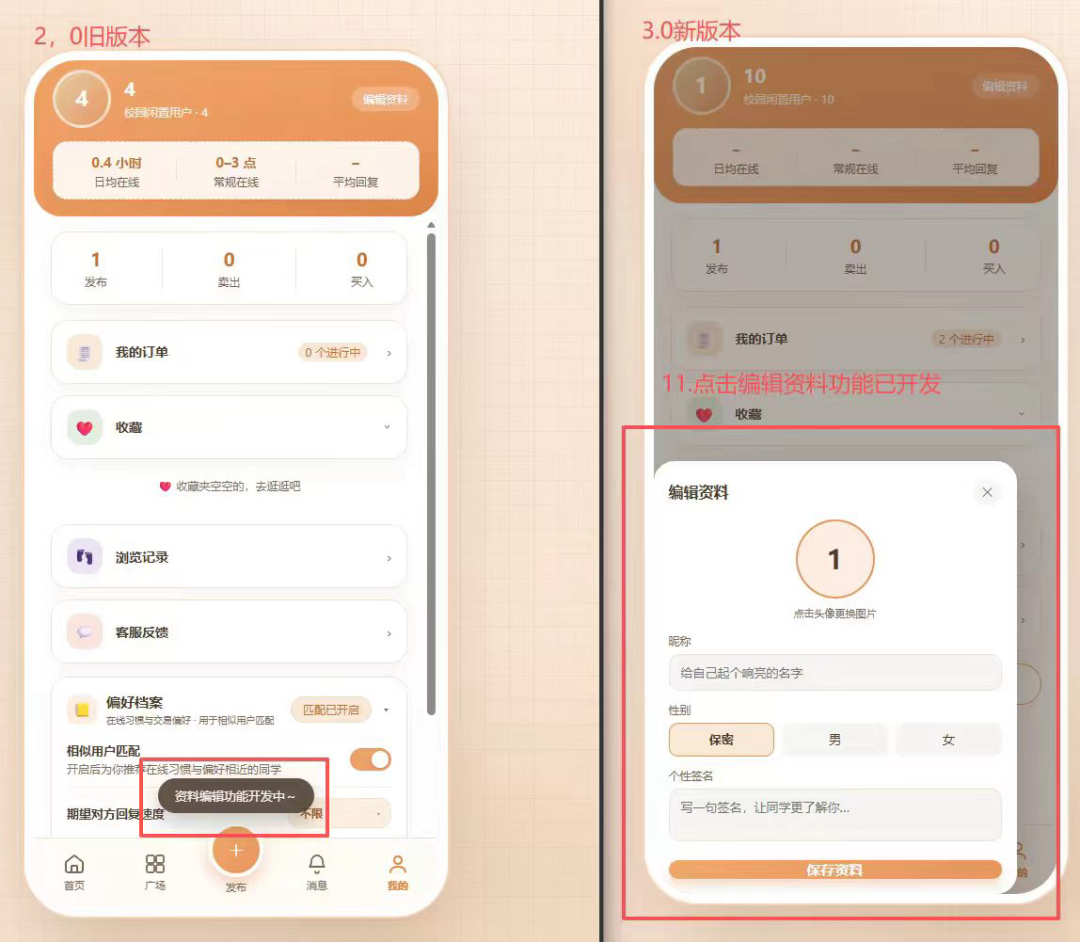 2，0旧版本
4
4
校园闲置用户 · 4
编辑资料
0.4 小时
0–3 点
–
日均在线
常规在线
平均回复
1
0
0
发布
卖出
买入
我的订单
0 个进行中
收藏
收藏夹空空的，去逛逛吧
浏览记录
客服反馈
偏好档案
在线习惯与交易偏好 · 用于相似用户匹配
匹配已开启
相似用户匹配
开启后为你推荐在线习惯与偏好相近的同学
资料编辑功能开发中～
期望对方回复速度
不限
+
首页
广场
发布
消息
我的
3.0新版本
1
10
校园闲置用户 · 10
编辑资料
–
–
–
日均在线
常规在线
平均回复
1
0
0
发布
卖出
买入
我的订单
2 个进行中
11.点击编辑资料功能已开发
收藏
编辑资料
1
点击头像更换图片
昵称
给自己起个响亮的名字
性别
保密
男
女
个性签名
写一句签名，让同学更了解你...
保存资料
的